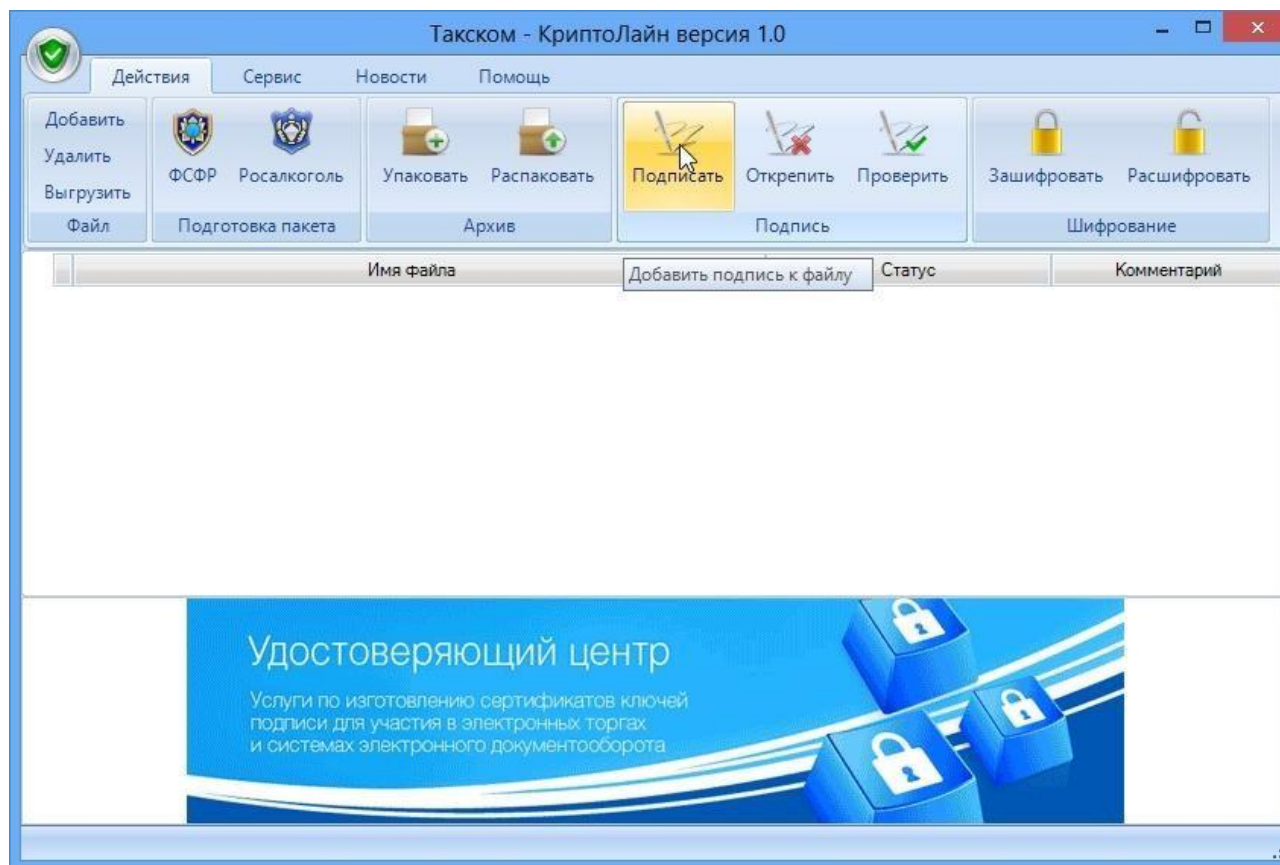 Такском - КриптоЛайн версия 1.0
Действия Сервис Новости Помощь
Добавить
Удалить
Выгрузить
ФСФР Росалкоголь Упаковать Распаковать Подписать Открепить Проверить Зашифровать Расшифровать
Файл Подготовка пакета Архив Подпись Шифрование
Имя файла Статус Комментарий
Добавить подпись к файлу
Удостоверяющий центр
Услуги по изготовлению сертификатов ключей
подписи для участия в электронных торгах
и системах электронного документооборота